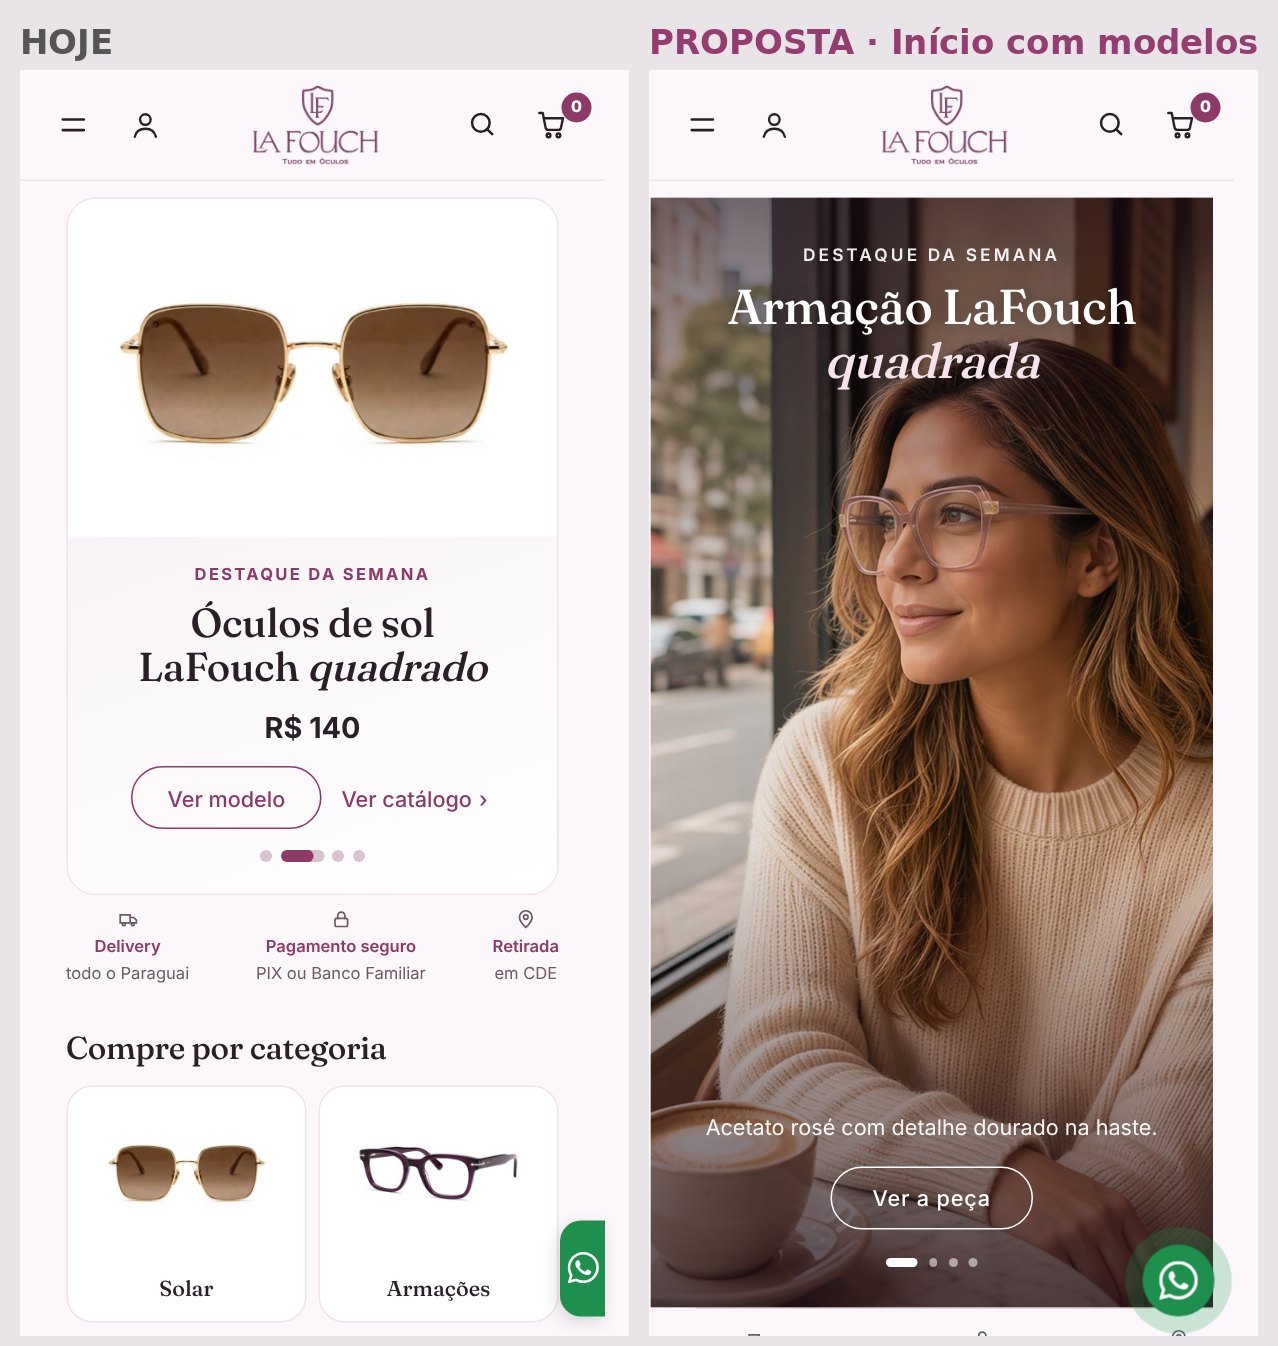 HOJE
LF
LA FOUCH
TUDO EM ÓCULOS
0
DESTAQUE DA SEMANA
Óculos de sol
LaFouch quadrado
R$ 140
Ver modelo
Ver catálogo ›
Delivery
todo o Paraguai
Pagamento seguro
PIX ou Banco Familiar
Retirada
em CDE
Compre por categoria
Solar
Armações
PROPOSTA · Início com modelos
LF
LA FOUCH
TUDO EM ÓCULOS
0
DESTAQUE DA SEMANA
Armação LaFouch
quadrada
Acetato rosé com detalhe dourado na haste.
Ver a peça